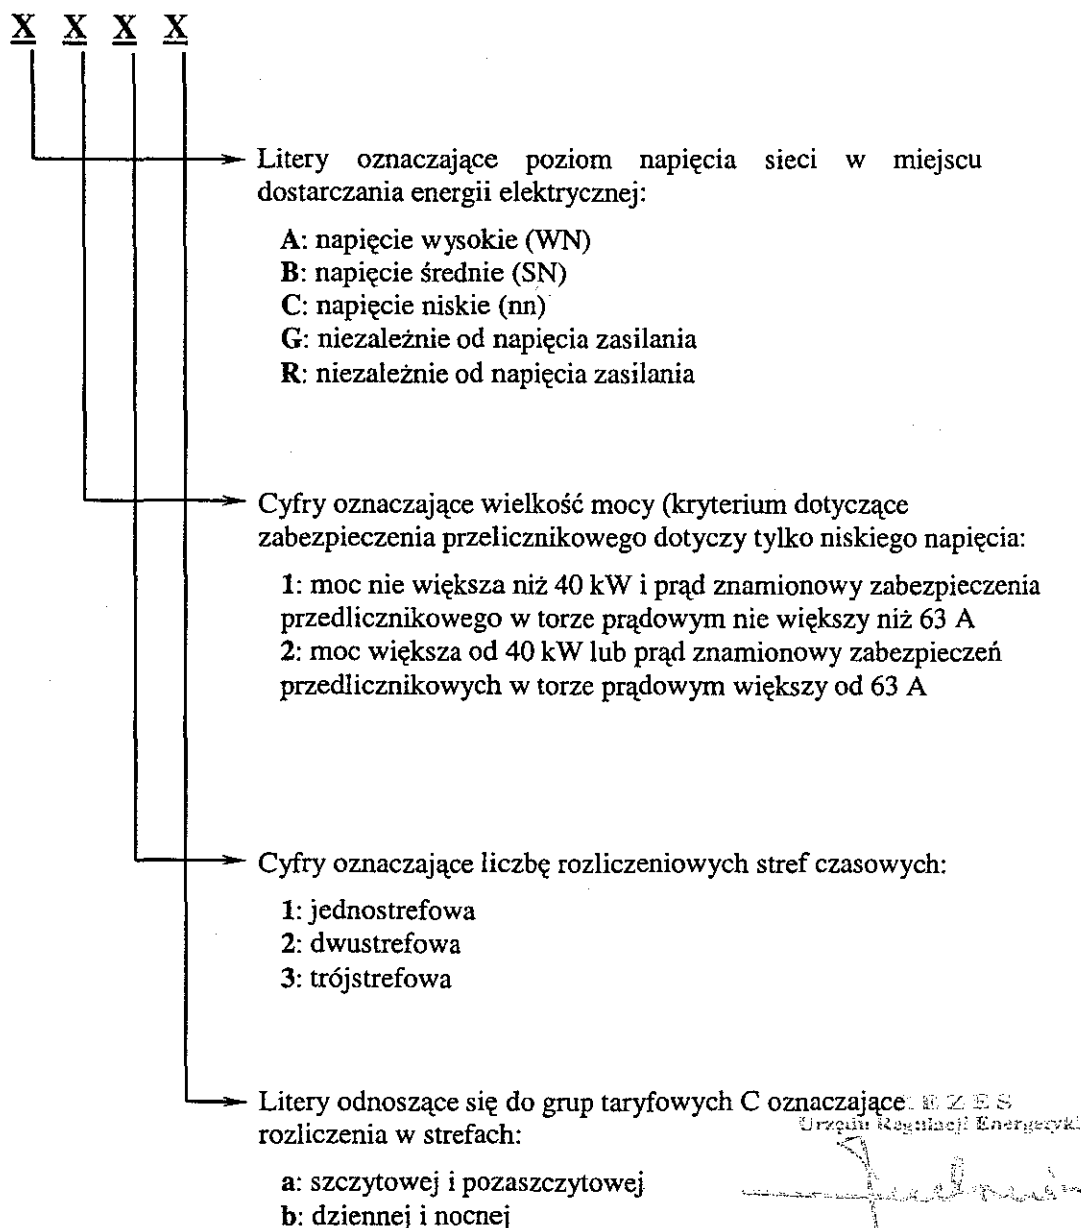 X X X X
Litery oznaczające poziom napięcia sieci w miejscu
dostarczania energii elektrycznej:
A: napięcie wysokie (WN)
B: napięcie średnie (SN)
C: napięcie niskie (nn)
G: niezależnie od napięcia zasilania
R: niezależnie od napięcia zasilania
Cyfry oznaczające wielkość mocy (kryterium dotyczące
zabezpieczenia przelicznikowego dotyczy tylko niskiego napięcia:
1: moc nie większa niż 40 kW i prąd znamionowy zabezpieczenia
przedlicznikowego w torze prądowym nie większy niż 63 A
2: moc większa od 40 kW lub prąd znamionowy zabezpieczeń
przedlicznikowych w torze prądowym większy od 63 A
Cyfry oznaczające liczbę rozliczeniowych stref czasowych:
1: jednostrefowa
2: dwustrefowa
3: trójstrefowa
Litery odnoszące się do grup taryfowych C oznaczające
rozliczenia w strefach:
Urzędu Regulacji Energetyki
a: szczytowej i pozaszczytowej
b: dziennej i nocnej